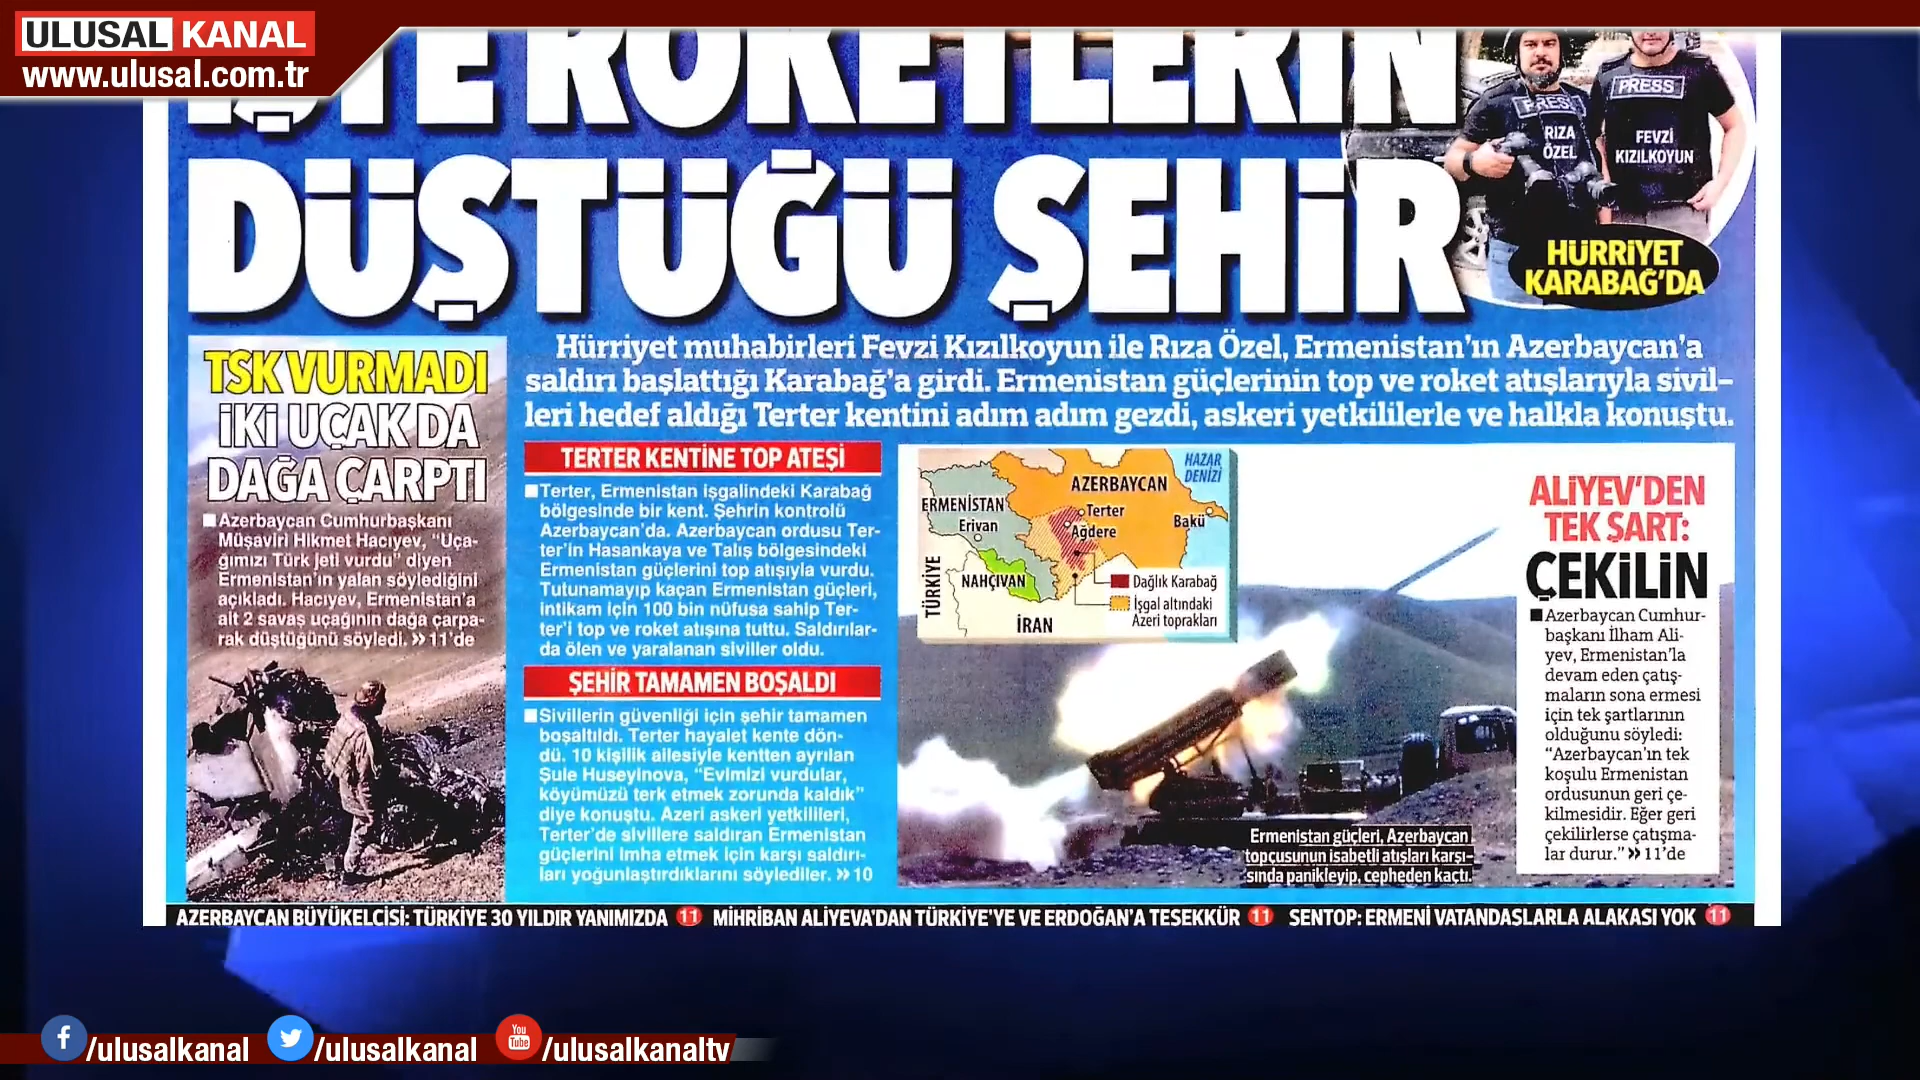 ULUSAL KANAL
www.ulusal.com.tr
İŞTE ROKETLERİN
DÜŞTÜĞÜ ŞEHİR
PRESS
RIZA
ÖZEL
PRESS
FEVZİ
KIZILKOYUN
HÜRRİYET
KARABAĞ'DA
Hürriyet muhabirleri Fevzi Kızılkoyun ile Rıza Özel, Ermenistan'ın Azerbaycan'a
saldırı başlattığı Karabağ'a girdi. Ermenistan güçlerinin top ve roket atışlarıyla sivil-
leri hedef aldığı Terter kentini adım adım gezdi, askeri yetkililerle ve halkla konuştu.
TSK VURMADI
İKİ UÇAK DA
DAĞA ÇARPTI
Azerbaycan Cumhurbaşkanı
Müşaviri Hikmet Hacıyev, “Uça-
ğımızı Türk jeti vurdu” diyen
Ermenistan'ın yalan söylediğini
açıkladı. Hacıyev, Ermenistan'a
ait 2 savaş uçağının dağa çarpa-
rak düştüğünü söyledi. » 11'de
TERTER KENTİNE TOP ATEŞİ
Terter, Ermenistan işgalindeki Karabağ
bölgesinde bir kent. Şehrin kontrolü
Azerbaycan'da. Azerbaycan ordusu Ter-
ter'in Hasankaya ve Talış bölgesindeki
Ermenistan güçlerini top atışıyla vurdu.
Tutunamayıp kaçan Ermenistan güçleri,
intikam için 100 bin nüfusa sahip Ter-
ter'i top ve roket atışına tuttu. Saldırılar-
da ölen ve yaralanan siviller oldu.
ŞEHİR TAMAMEN BOŞALDI
Sivillerin güvenliği için şehir tamamen
boşaltıldı. Terter hayalet kente dön-
dü. 10 kişilik ailesiyle kentten ayrılan
Şule Huseyinova, “Evimizi vurdular,
köyümüzü terk etmek zorunda kaldık”
diye konuştu. Azeri askeri yetkilileri,
Terter'de sivillere saldıran Ermenistan
güçlerini imha etmek için karşı saldırı-
ları yoğunlaştırdıklarını söylediler. » 10
HAZAR
DENİZİ
AZERBAYCAN
ERMENİSTAN
Erivan
Terter
Ağdere
Bakü
NAHÇIVAN
TÜRKİYE
İRAN
Dağlık Karabağ
İşgal altındaki
Azeri toprakları
Ermenistan güçleri, Azerbaycan
topçusunun isabetli atışları karşı-
sında panikleyip, cepheden kaçtı.
ALİYEV'DEN
TEK ŞART:
ÇEKİLİN
Azerbaycan Cumhur-
başkanı İlham Ali-
yev, Ermenistan'la
devam eden çatış-
maların sona ermesi
için tek şartlarının
olduğunu söyledi:
“Azerbaycan'ın tek
koşulu Ermenistan
ordusunun geri çe-
kilmesidir. Eğer geri
çekilirlerse çatışma-
lar durur.” » 11'de
AZERBAYCAN BÜYÜKELCİSİ: TÜRKİYE 30 YILDIR YANIMIZDA 11 MİHRİBAN ALİYEVA'DAN TÜRKİYE'YE VE ERDOĞAN'A TESEKKÜR 11 SENTOP: ERMENİ VATANDASLARLA ALAKASI YOK 11
f /ulusalkanal /ulusalkanal You Tube /ulusalkanaltv